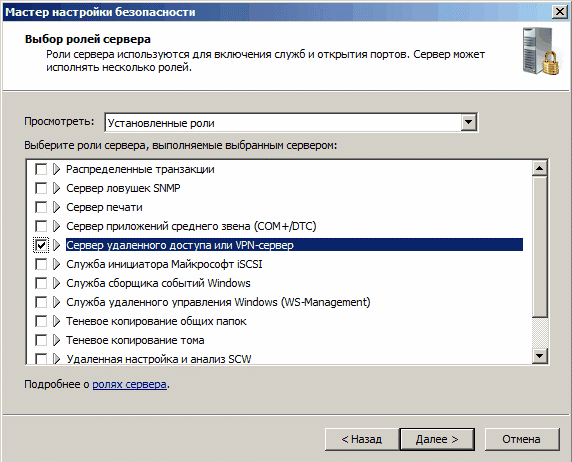 Мастер настройки безопасности
Выбор ролей сервера
Роли сервера используются для включения служб и открытия портов. Сервер может
исполнять несколько ролей.
Просмотреть: Установленные роли
Выберите роли сервера, выполняемые выбранным сервером:
Распределенные транзакции
Сервер ловушек SNMP
Сервер печати
Сервер приложений среднего звена (COM+/DTC)
Сервер удаленного доступа или VPN-сервер
Служба инициатора Майкрософт iSCSI
Служба сборщика событий Windows
Служба удаленного управления Windows (WS-Management)
Теневое копирование общих папок
Теневое копирование тома
Удаленная настройка и анализ SCW
Подробнее о ролях сервера.
< Назад Далее > Отмена